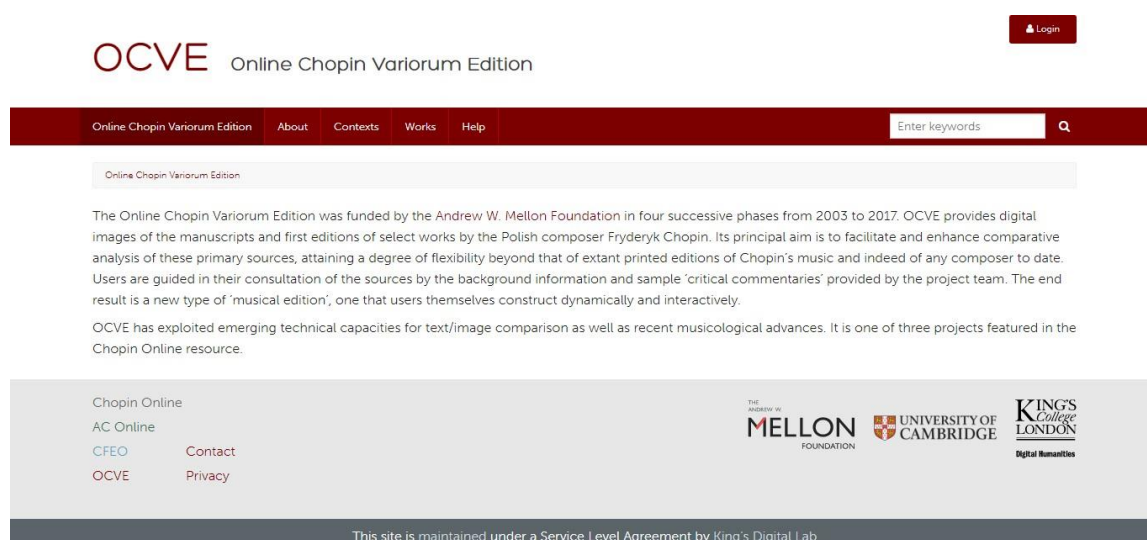 Login
OCVE Online Chopin Variorum Edition
Online Chopin Variorum Edition About Contexts Works Help Enter keywords
Online Chopin Variorum Edition
The Online Chopin Variorum Edition was funded by the Andrew W. Mellon Foundation in four successive phases from 2003 to 2017. OCVE provides digital
images of the manuscripts and first editions of select works by the Polish composer Fryderyk Chopin. Its principal aim is to facilitate and enhance comparative
analysis of these primary sources, attaining a degree of flexibility beyond that of extant printed editions of Chopin's music and indeed of any composer to date.
Users are guided in their consultation of the sources by the background information and sample ‘critical commentaries’ provided by the project team. The end
result is a new type of ‘musical edition’, one that users themselves construct dynamically and interactively.
OCVE has exploited emerging technical capacities for text/image comparison as well as recent musicological advances. It is one of three projects featured in the
Chopin Online resource.
Chopin Online
AC Online
CFEO Contact
OCVE Privacy
THE
ANDREW W.
MELLON
FOUNDATION
UNIVERSITY OF
CAMBRIDGE
KING'S
College
LONDON
Digital Humanities
This site is maintained under a Service Level Agreement by King's Digital Lab